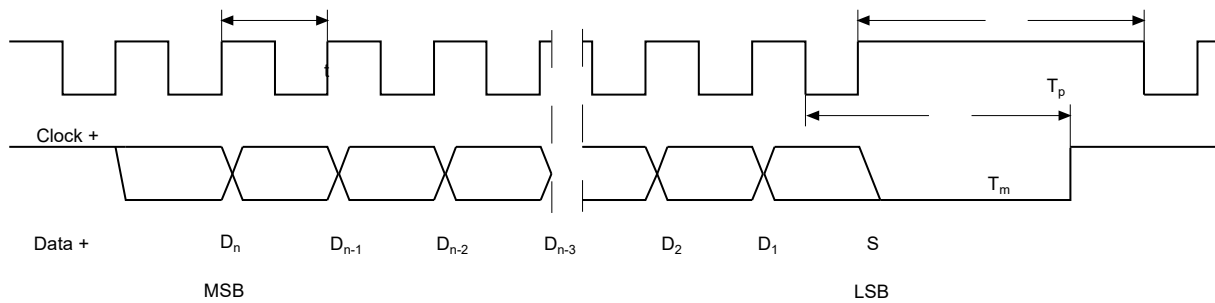 t
T_p
Clock +
T_m
Data + D_n D_n-1 D_n-2 D_n-3 D_2 D_1 S
MSB LSB